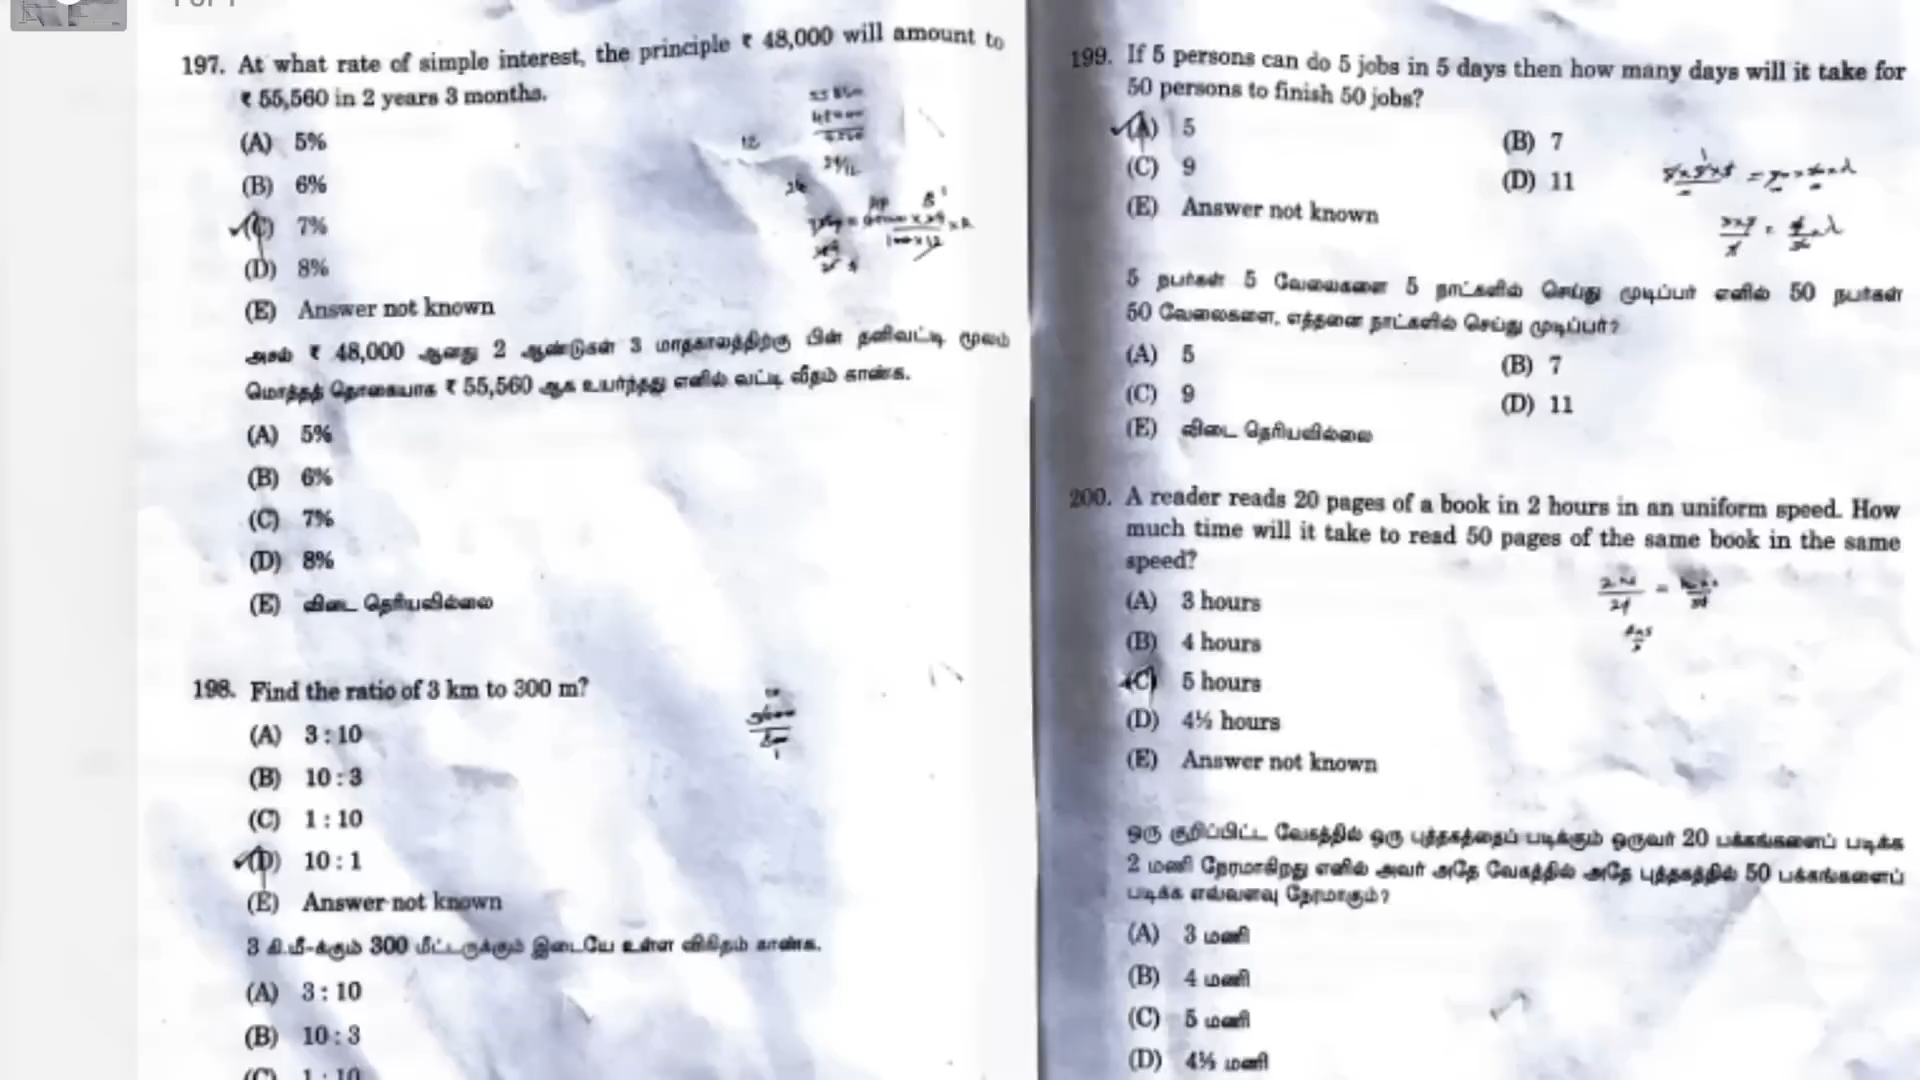 197. At what rate of simple interest, the principle ₹ 48,000 will amount to
₹ 55,560 in 2 years 3 months.
(A) 5%
(B) 6%
(C) 7%
(D) 8%
(E) Answer not known
அசல் ₹ 48,000 ஆனது 2 ஆண்டுகள் 3 மாதகாலத்திற்கு பின் தனிவட்டி மூலம்
மொத்தத் தொகையாக ₹ 55,560 ஆக உயர்ந்தது எனில் வட்டி வீதம் காண்க.
(A) 5%
(B) 6%
(C) 7%
(D) 8%
(E) விடை தெரியவில்லை
198. Find the ratio of 3 km to 300 m?
(A) 3 : 10
(B) 10 : 3
(C) 1 : 10
(D) 10 : 1
(E) Answer not known
3 கி.மீ-க்கும் 300 மீட்டருக்கும் இடையே உள்ள விகிதம் காண்க.
(A) 3 : 10
(B) 10 : 3
(C) 1 : 10
199. If 5 persons can do 5 jobs in 5 days then how many days will it take for
50 persons to finish 50 jobs?
(A) 5
(B) 7
(C) 9
(D) 11
(E) Answer not known
5 நபர்கள் 5 வேலைகளை 5 நாட்களில் செய்து முடிப்பர் எனில் 50 நபர்கள்
50 வேலைகளை, எத்தனை நாட்களில் செய்து முடிப்பர்?
(A) 5
(B) 7
(C) 9
(D) 11
(E) விடை தெரியவில்லை
200. A reader reads 20 pages of a book in 2 hours in an uniform speed. How
much time will it take to read 50 pages of the same book in the same
speed?
(A) 3 hours
(B) 4 hours
(C) 5 hours
(D) 4½ hours
(E) Answer not known
ஒரு குறிப்பிட்ட வேகத்தில் ஒரு புத்தகத்தைப் படிக்கும் ஒருவர் 20 பக்கங்களைப் படிக்க
2 மணி நேரமாகிறது எனில் அவர் அதே வேகத்தில் அதே புத்தகத்தில் 50 பக்கங்களைப்
படிக்க எவ்வளவு நேரமாகும்?
(A) 3 மணி
(B) 4 மணி
(C) 5 மணி
(D) 4½ மணி